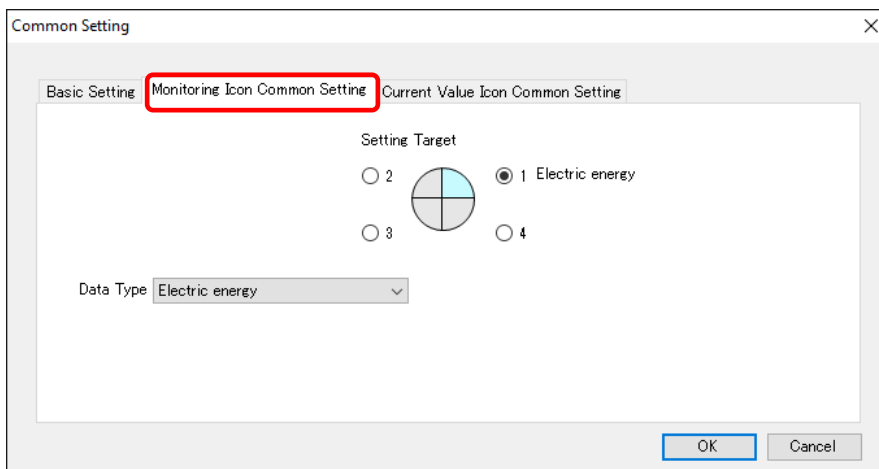 Common Setting
Basic Setting Monitoring Icon Common Setting Current Value Icon Common Setting
Setting Target
2 1 Electric energy
3 4
Data Type Electric energy
OK Cancel